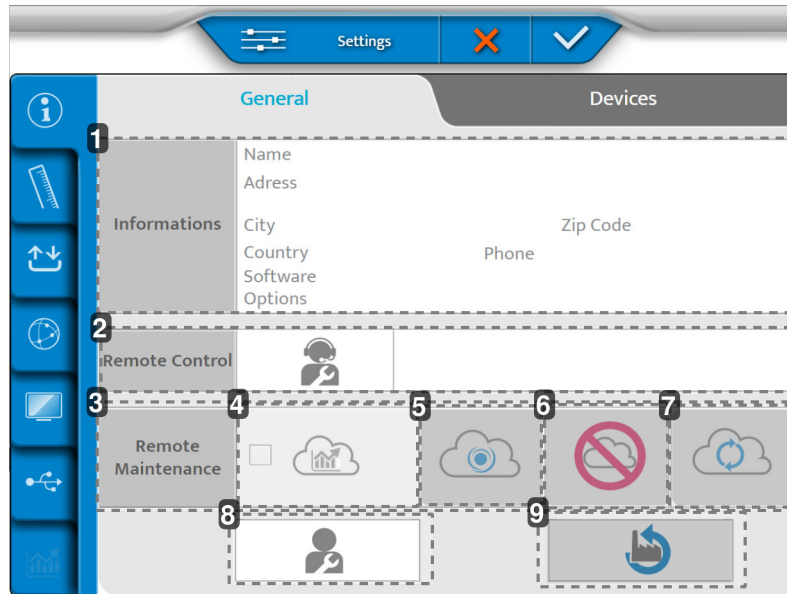 Settings
General
Devices
1
Informations
Name
Adress
City
Zip Code
Country
Phone
Software
Options
2
Remote Control
3
Remote
Maintenance
4
5
6
7
8
9